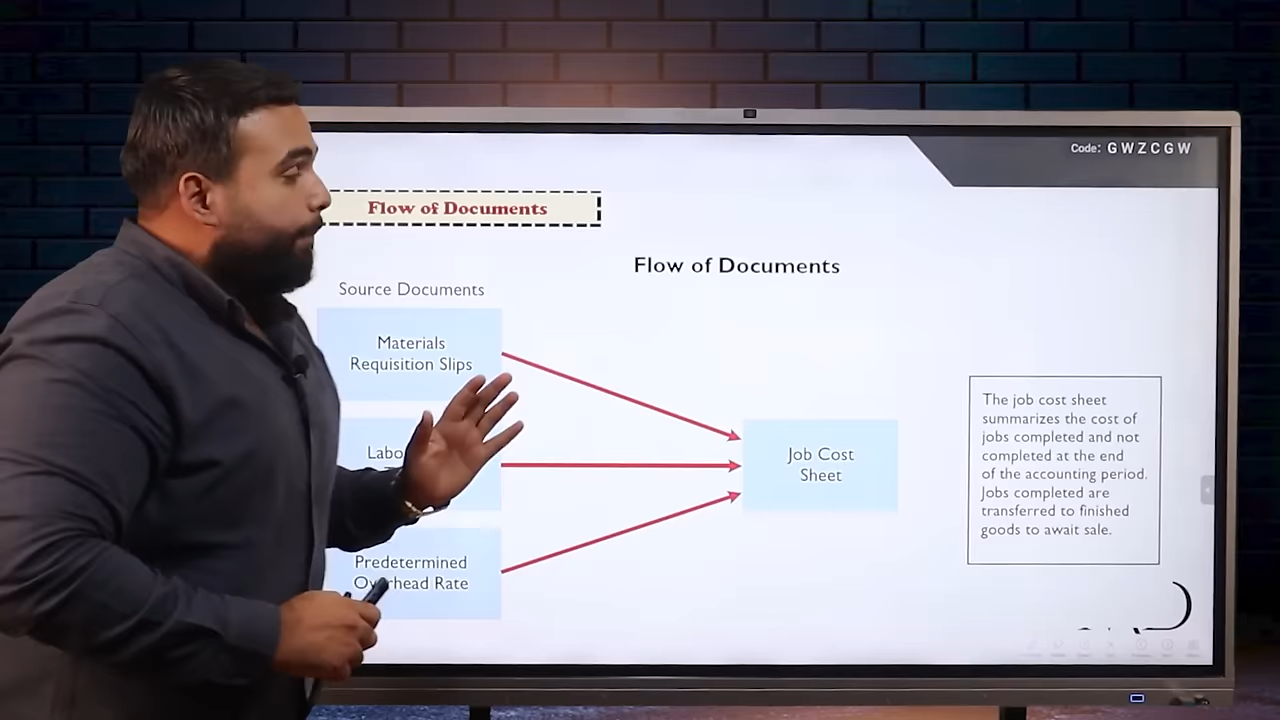 Code: GWZCGW
Flow of Documents
Flow of Documents
Source Documents
Materials
Requisition Slips
Predetermined
Overhead Rate
Job Cost
Sheet
The job cost sheet
summarizes the cost of
jobs completed and not
completed at the end
of the accounting period.
Jobs completed are
transferred to finished
goods to await sale.